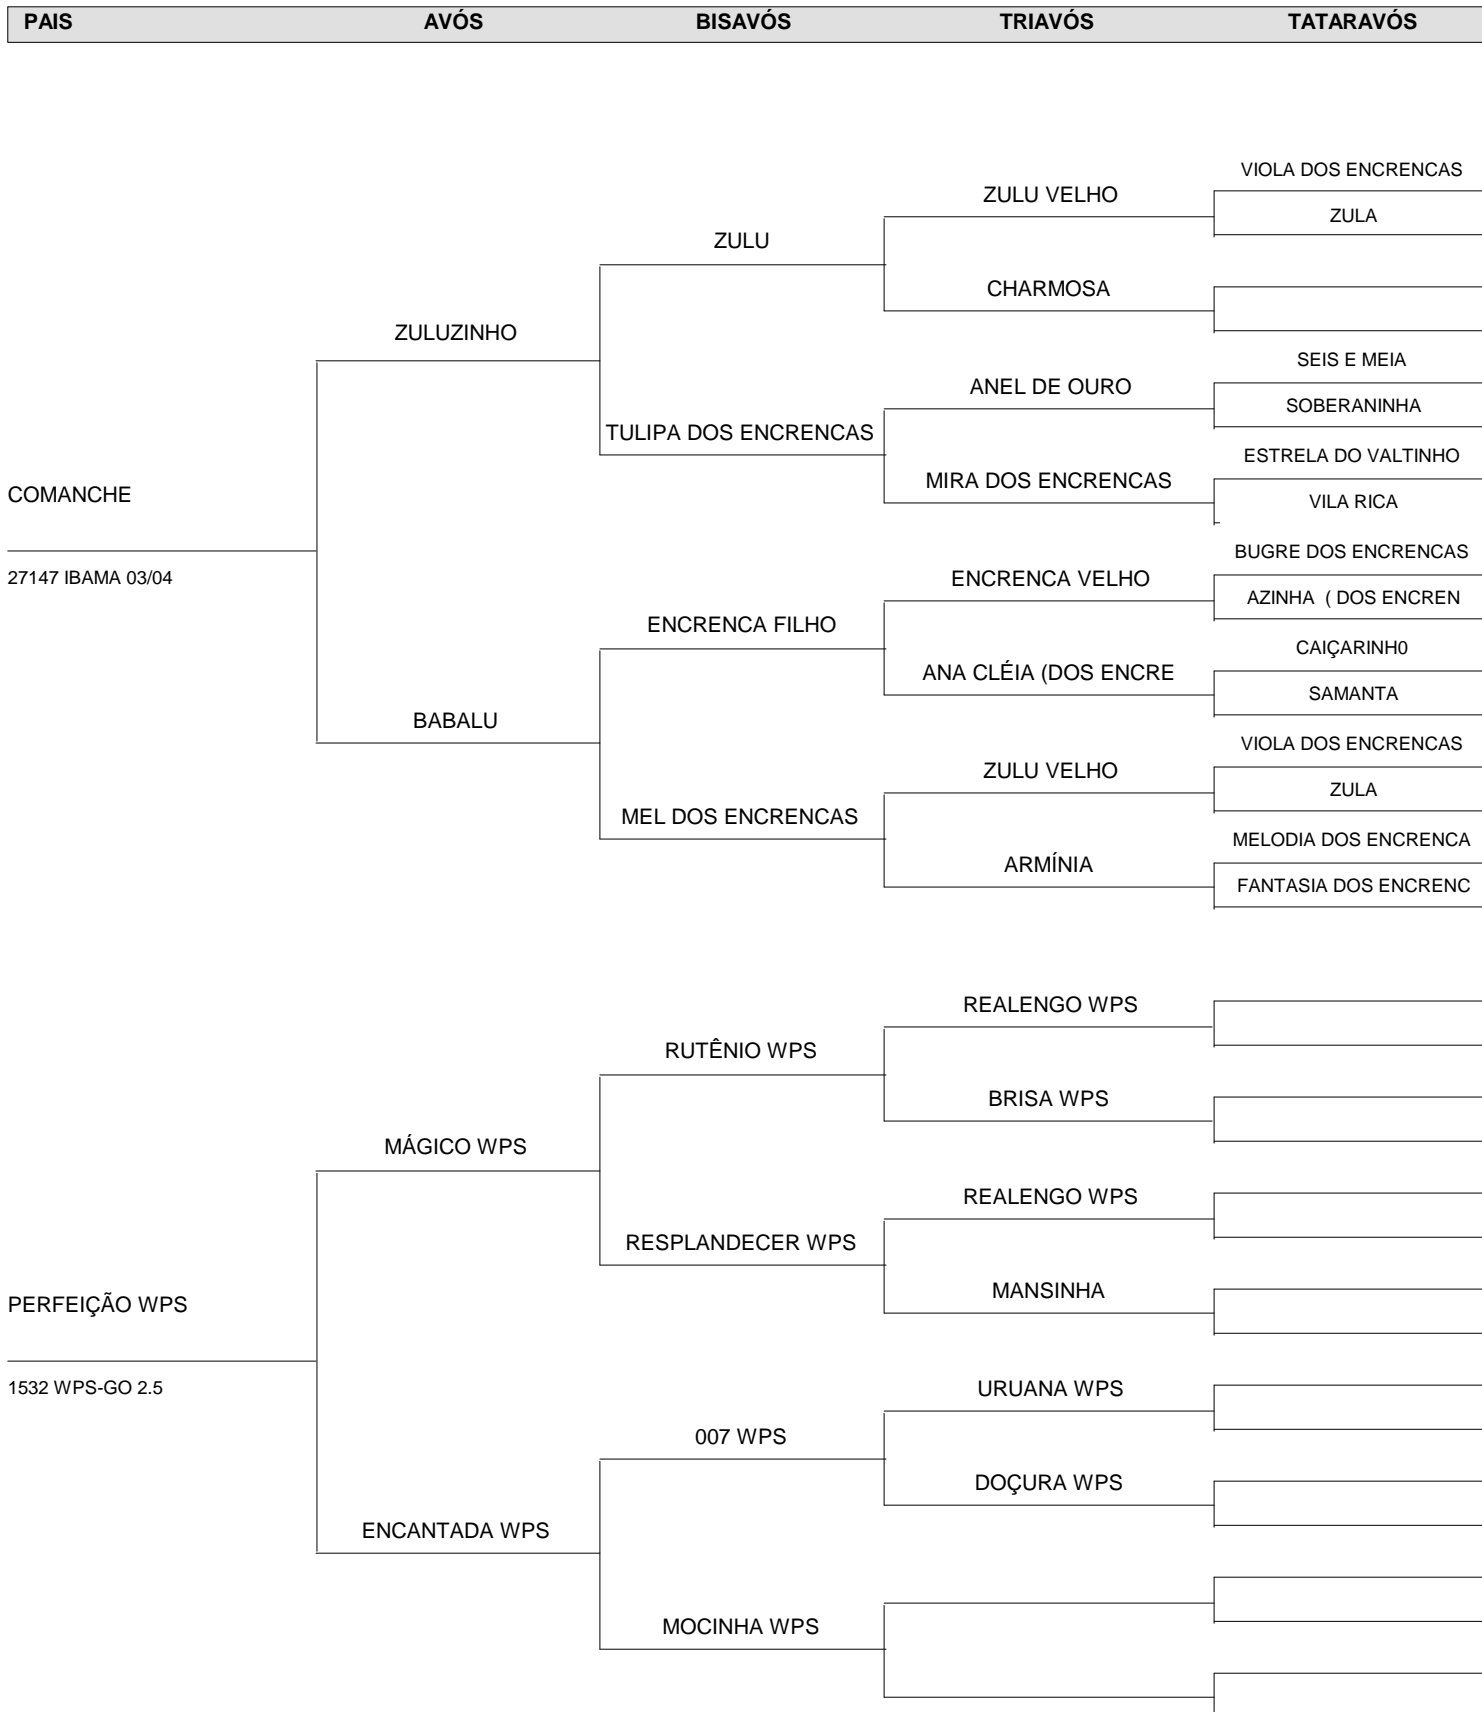 PAIS AVÓS BISAVÓS TRIAVÓS TATARAVÓS
VIOLA DOS ENCRENCAS
ZULU VELHO
ZULA
ZULU
CHARMOSA
ZULUZINHO
SEIS E MEIA
ANEL DE OURO
SOBERANINHA
TULIPA DOS ENCRENCAS
ESTRELA DO VALTINHO
MIRA DOS ENCRENCAS
COMANCHE
VILA RICA
BUGRE DOS ENCRENCAS
27147 IBAMA 03/04
ENCRENCA VELHO
AZINHA ( DOS ENCREN
ENCRENCA FILHO
CAIÇARINH0
ANA CLÉIA (DOS ENCRE
SAMANTA
BABALU
VIOLA DOS ENCRENCAS
ZULU VELHO
ZULA
MEL DOS ENCRENCAS
MELODIA DOS ENCRENCA
ARMÍNIA
FANTASIA DOS ENCRENC
REALENGO WPS
RUTÊNIO WPS
BRISA WPS
MÁGICO WPS
REALENGO WPS
RESPLANDECER WPS
MANSINHA
PERFEIÇÃO WPS
1532 WPS-GO 2.5
URUANA WPS
007 WPS
DOÇURA WPS
ENCANTADA WPS
MOCINHA WPS